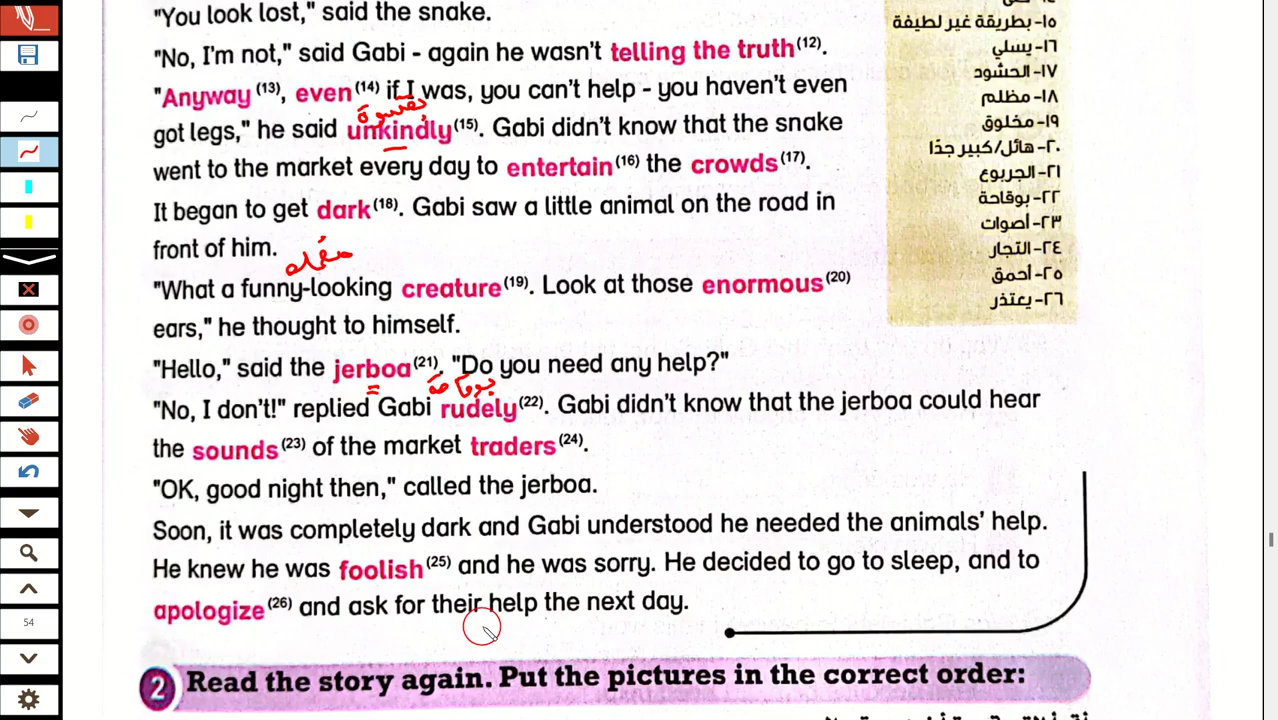 "You look lost," said the snake.
"No, I'm not," said Gabi - again he wasn't telling the truth(12).
"Anyway (13), even(14) if I was, you can't help - you haven't even
بقسوة
got legs," he said unkindly(15). Gabi didn't know that the snake
went to the market every day to entertain(16) the crowds(17).
It began to get dark(18). Gabi saw a little animal on the road in
front of him.
"What a funny-looking creature(19). Look at those enormous(20)
ears," he thought to himself.
"Hello," said the jerboa(21). "Do you need any help?"
بوقاحة
"No, I don't!" replied Gabi rudely(22). Gabi didn't know that the jerboa could hear
the sounds(23) of the market traders(24).
"OK, good night then," called the jerboa.
Soon, it was completely dark and Gabi understood he needed the animals' help.
He knew he was foolish(25) and he was sorry. He decided to go to sleep, and to
apologize(26) and ask for their help the next day.
١٥- بطريقة غير لطيفة
١٦- يسلي
١٧- الحشود
١٨- مظلم
١٩- مخلوق
٢٠- هائل/كبير جدًا
٢١- الجربوع
٢٢- بوقاحة
٢٣- أصوات
٢٤- التجار
٢٥- أحمق
٢٦- يعتذر
2 Read the story again. Put the pictures in the correct order:
54